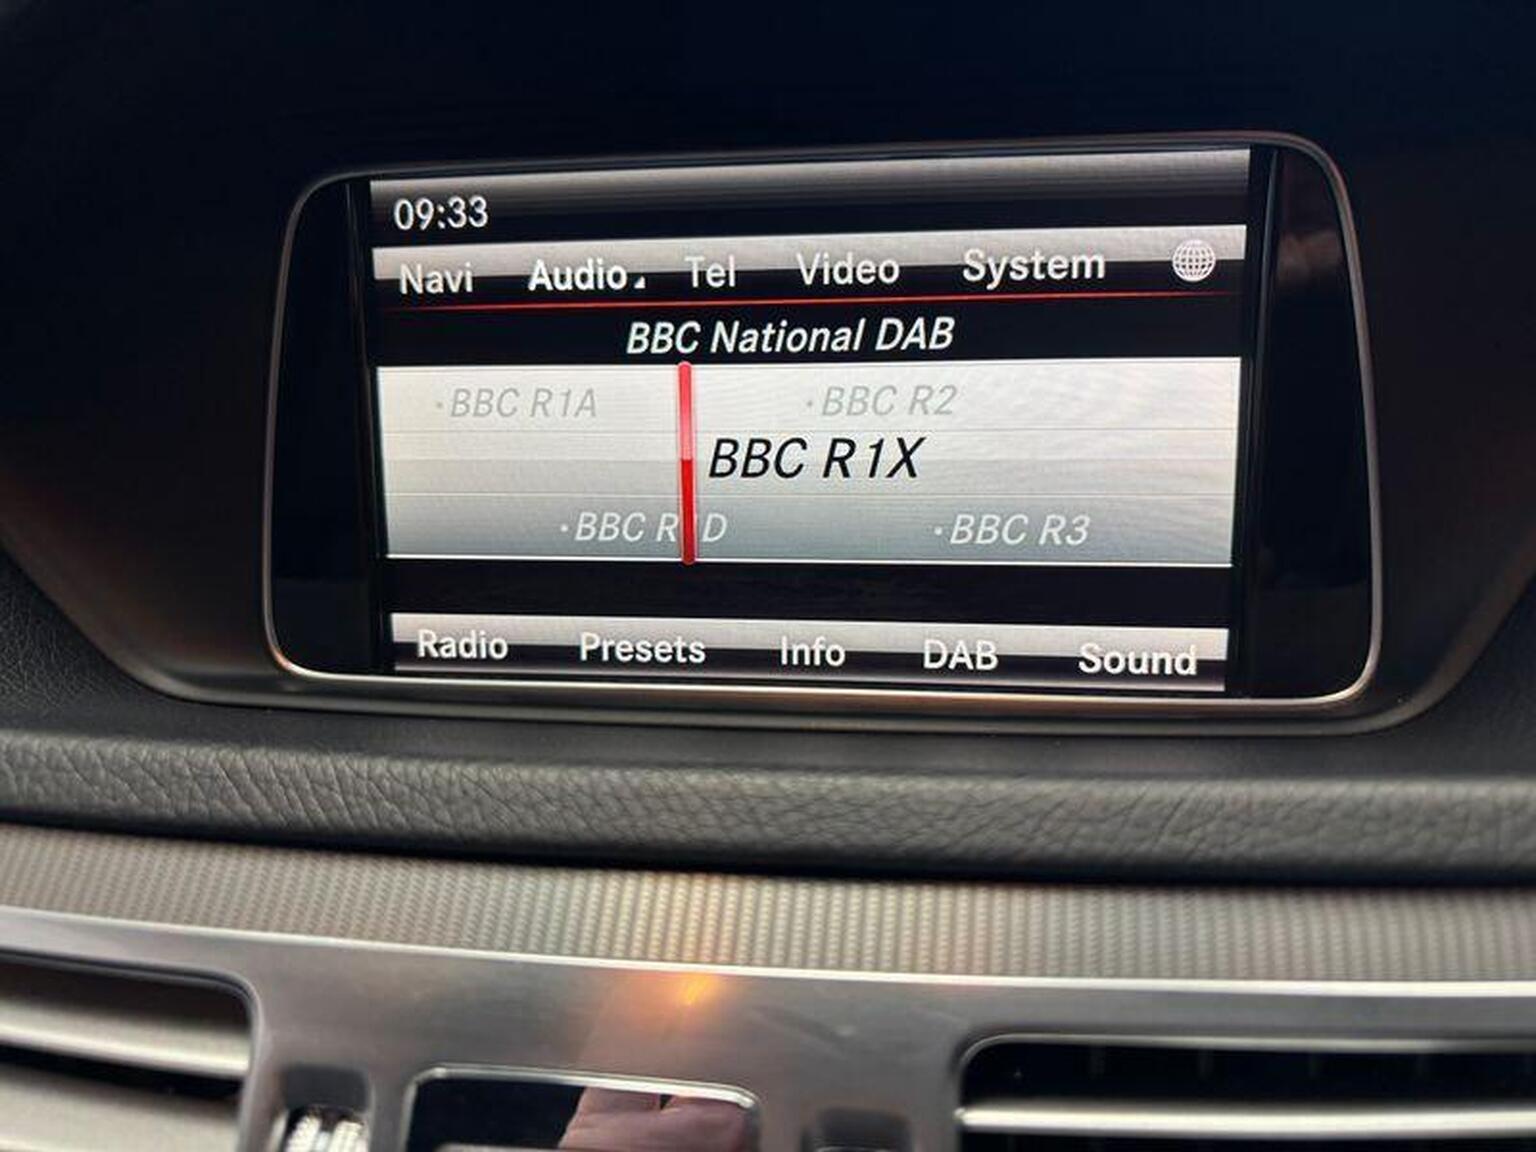 09:33
Navi Audio Tel Video System
BBC National DAB
·BBC R1A ·BBC R2
BBC R1X
·BBC R D ·BBC R3
Radio Presets Info DAB Sound